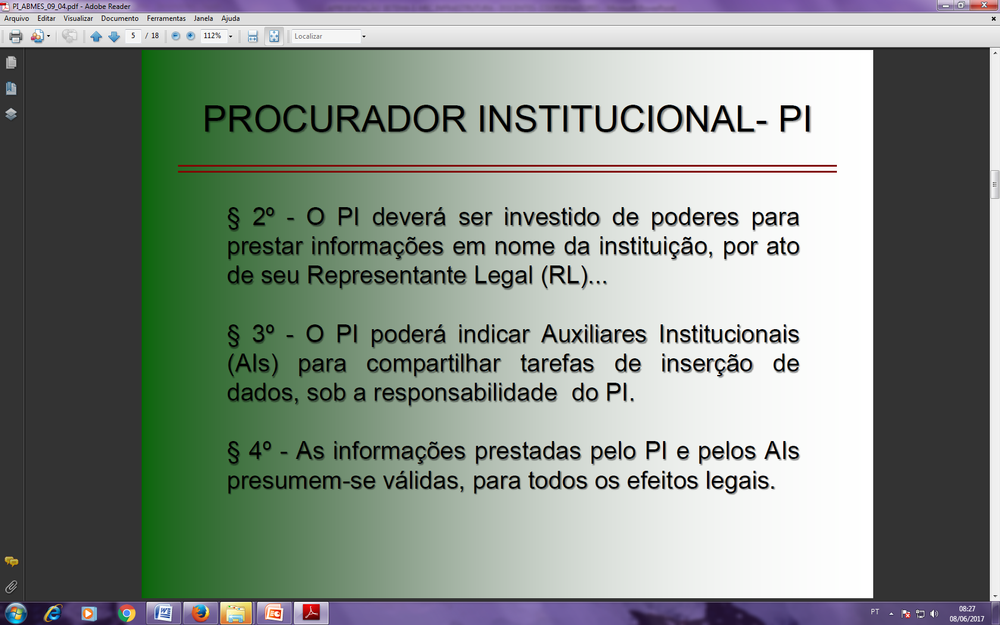 PI_ABMES_09_04.pdf - Adobe Reader
Arquivo Editar Visualizar Documento Ferramentas Janela Ajuda
5 / 18 112% Localizar
PROCURADOR INSTITUCIONAL- PI
§ 2º - O PI deverá ser investido de poderes para
prestar informações em nome da instituição, por ato
de seu Representante Legal (RL)...
§ 3º - O PI poderá indicar Auxiliares Institucionais
(AIs) para compartilhar tarefas de inserção de
dados, sob a responsabilidade do PI.
§ 4º - As informações prestadas pelo PI e pelos AIs
presumem-se válidas, para todos os efeitos legais.
PT
08:27
08/06/2017